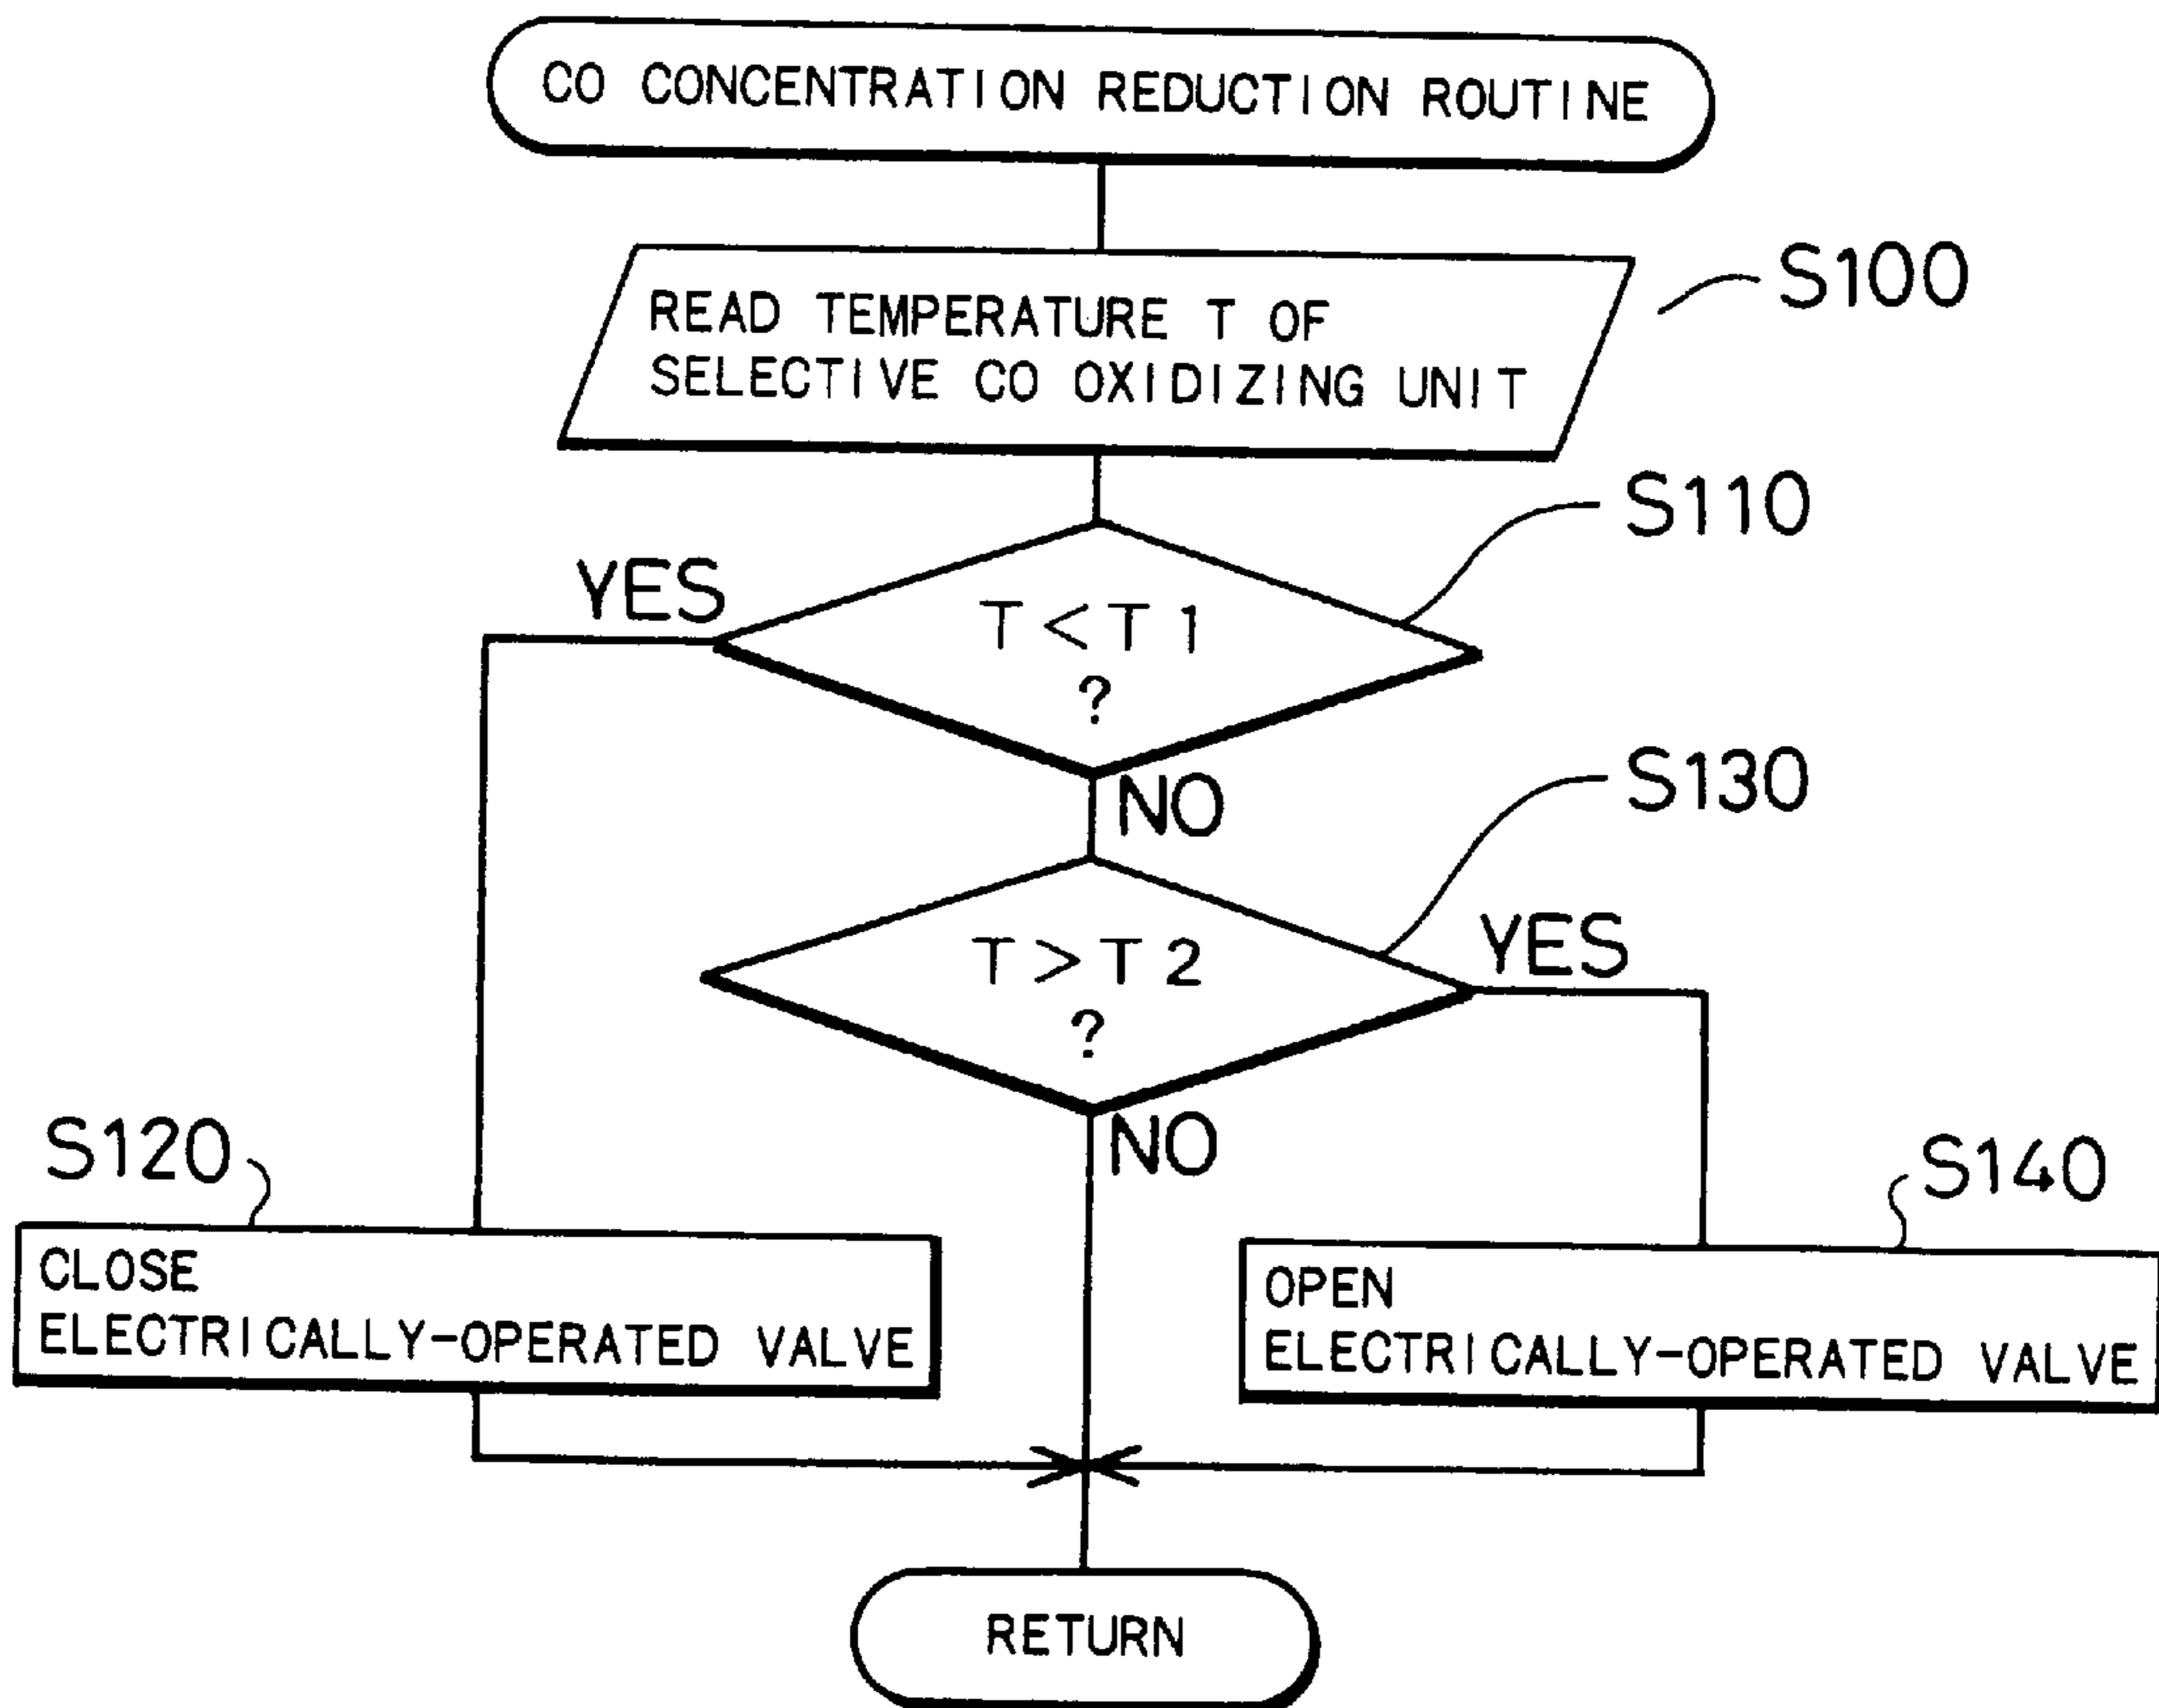 CO CONCENTRATION REDUCTION ROUTINE
READ TEMPERATURE T OF
SELECTIVE CO OXIDIZING UNIT
S100
S110
YES
T<T1
?
NO
S130
T>T2
?
YES
NO
S120
CLOSE
ELECTRICALLY-OPERATED VALVE
S140
OPEN
ELECTRICALLY-OPERATED VALVE
RETURN